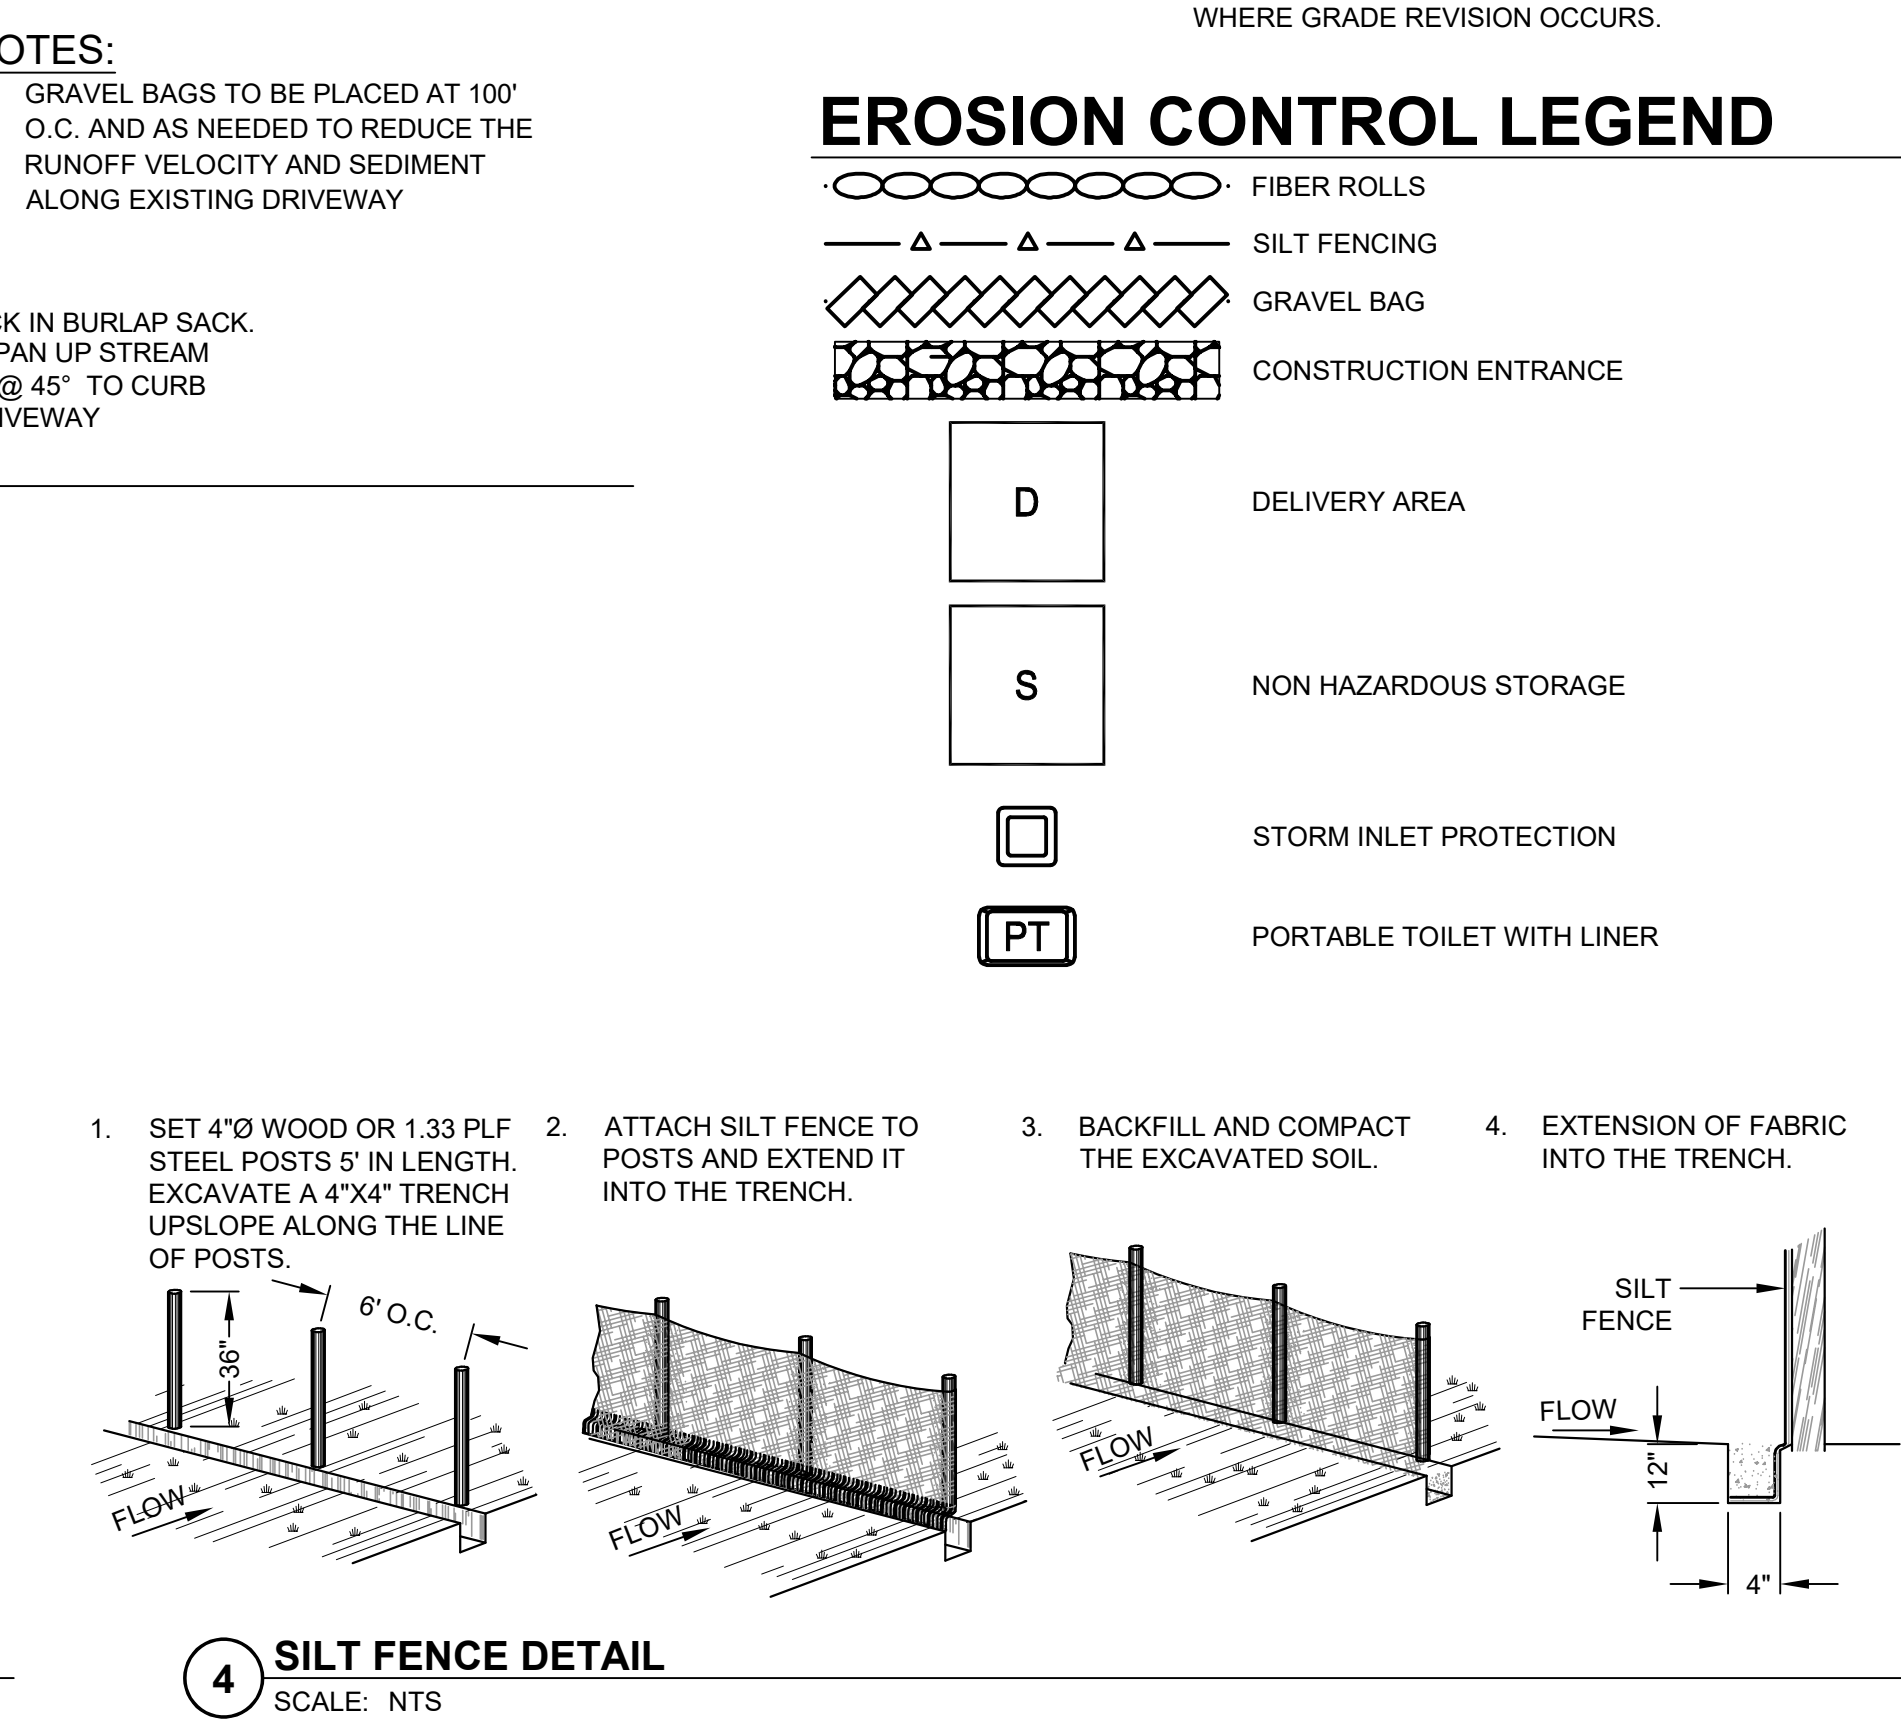 WHERE GRADE REVISION OCCURS.
GRAVEL BAGS TO BE PLACED AT 100'
O.C. AND AS NEEDED TO REDUCE THE
RUNOFF VELOCITY AND SEDIMENT
ALONG EXISTING DRIVEWAY
IN BURLAP SACK.
UP STREAM
@ 45° TO CURB
EROSION CONTROL LEGEND
FIBER ROLLS
SILT FENCING
GRAVEL BAG
CONSTRUCTION ENTRANCE
D
DELIVERY AREA
S
NON HAZARDOUS STORAGE
STORM INLET PROTECTION
PT
PORTABLE TOILET WITH LINER
1. SET 4"Ø WOOD OR 1.33 PLF
STEEL POSTS 5' IN LENGTH.
EXCAVATE A 4"X4" TRENCH
UPSLOPE ALONG THE LINE
OF POSTS.
6' O.C.
36"
FLOW
2. ATTACH SILT FENCE TO
POSTS AND EXTEND IT
INTO THE TRENCH.
FLOW
3. BACKFILL AND COMPACT
THE EXCAVATED SOIL.
FLOW
4. EXTENSION OF FABRIC
INTO THE TRENCH.
SILT
FENCE
FLOW
12"
4"
4
SILT FENCE DETAIL
SCALE: NTS